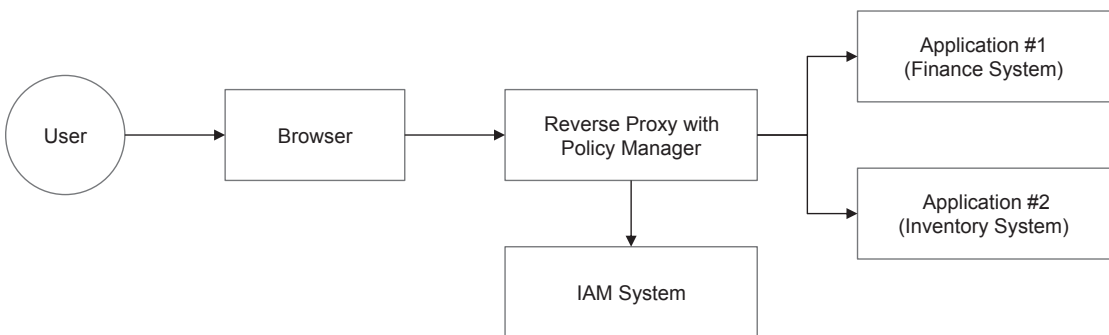 User
Browser
Reverse Proxy with
Policy Manager
Application #1
(Finance System)
Application #2
(Inventory System)
IAM System